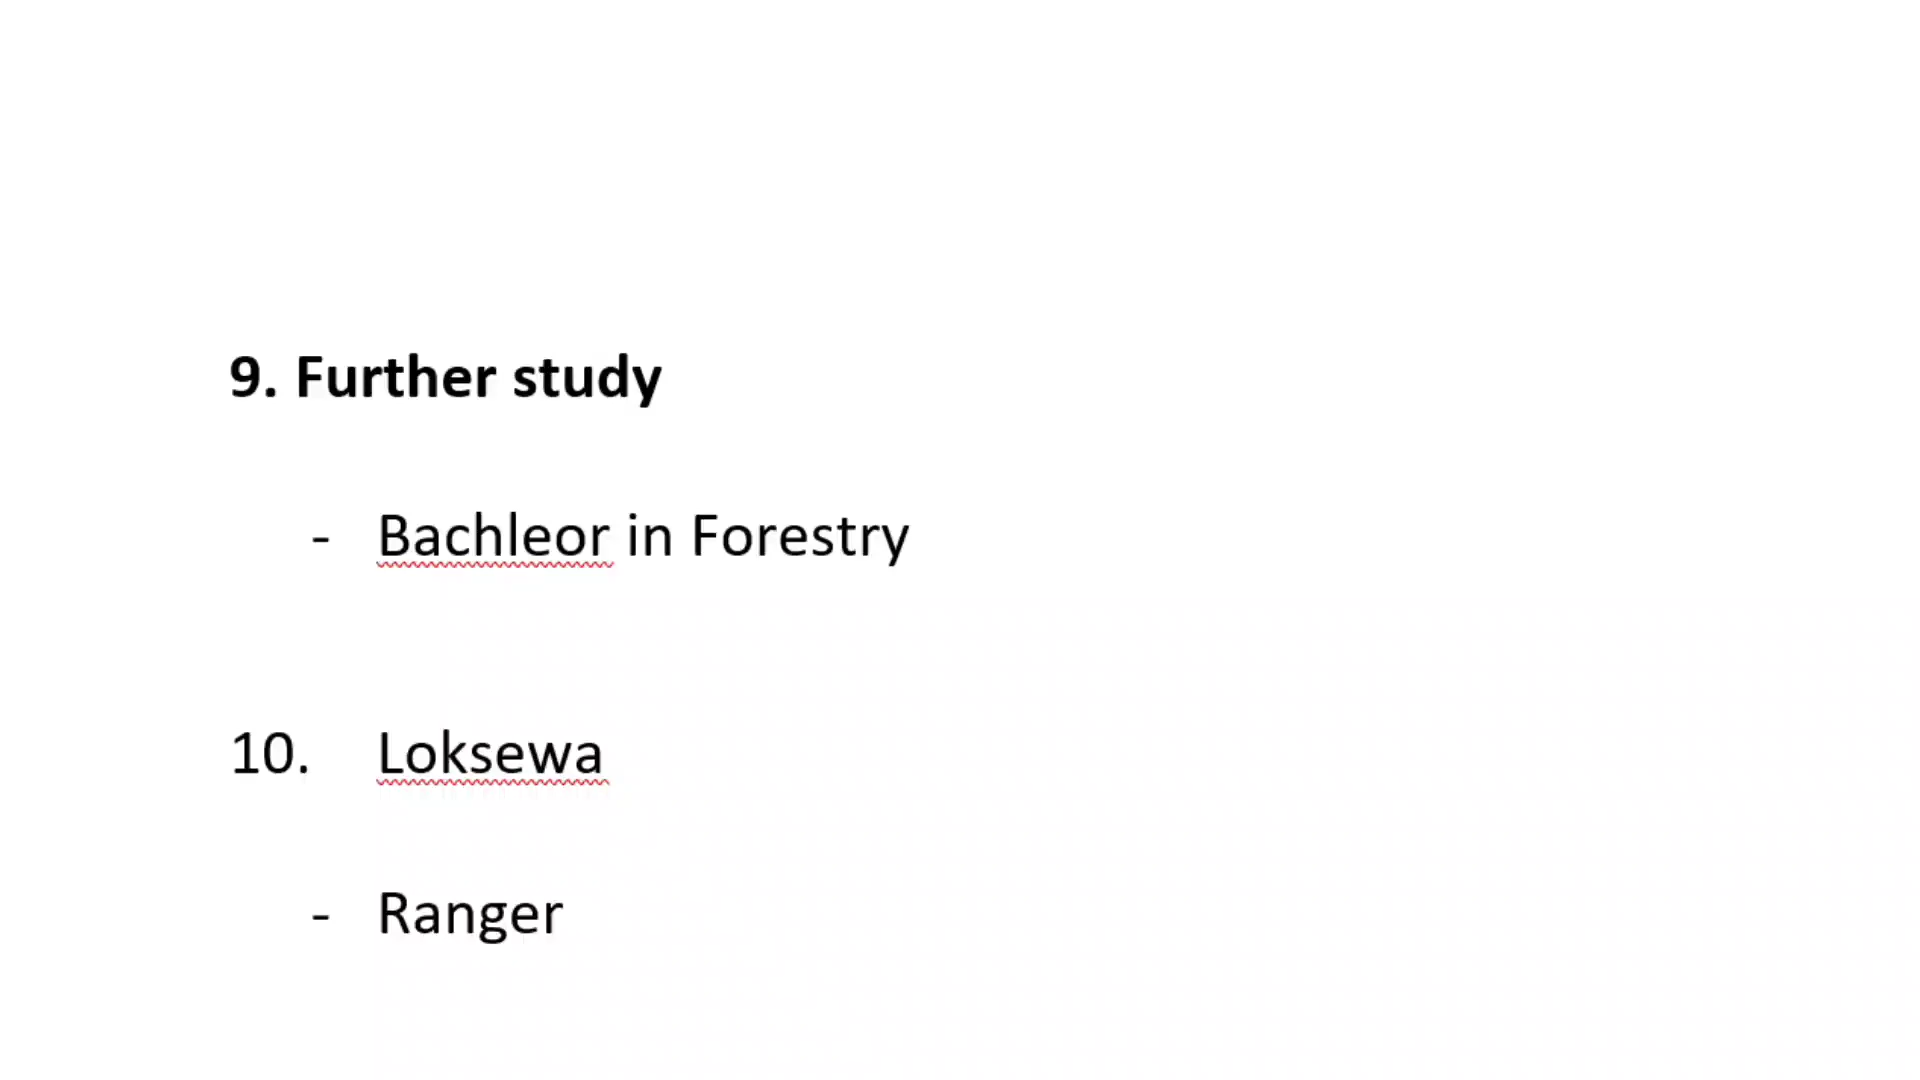 9. Further study
- Bachleor in Forestry
10. Loksewa
- Ranger